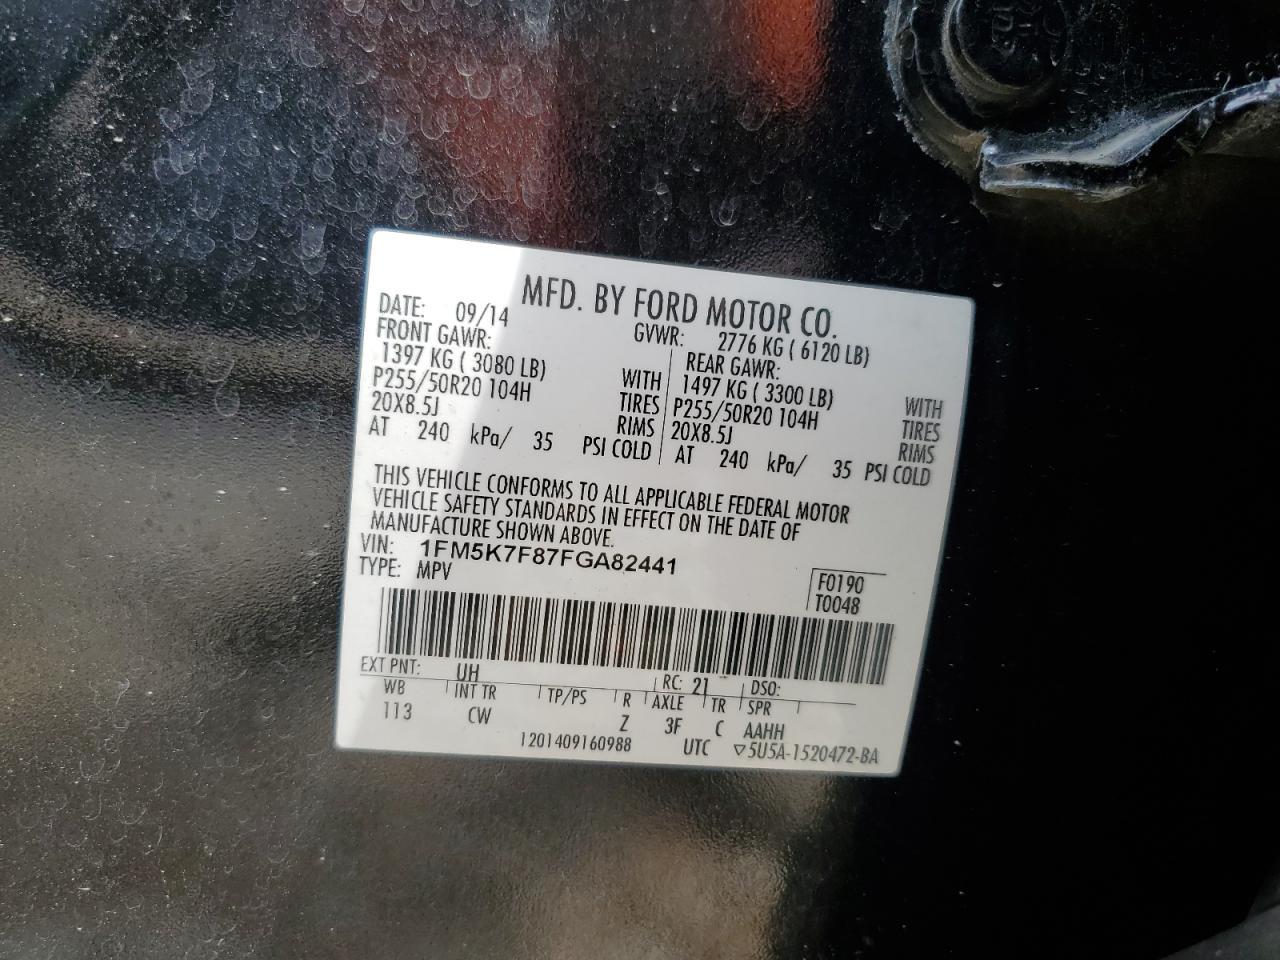 MFD. BY FORD MOTOR CO.
DATE: 09/14 GVWR: 2776 KG ( 6120 LB)
FRONT GAWR: REAR GAWR:
1397 KG ( 3080 LB) WITH 1497 KG ( 3300 LB) WITH
P255/50R20 104H TIRES P255/50R20 104H TIRES
20X8.5J RIMS 20X8.5J RIMS
AT 240 kPa/ 35 PSI COLD AT 240 kPa/ 35 PSI COLD
THIS VEHICLE CONFORMS TO ALL APPLICABLE FEDERAL MOTOR
VEHICLE SAFETY STANDARDS IN EFFECT ON THE DATE OF
MANUFACTURE SHOWN ABOVE.
VIN: 1FM5K7F87FGA82441
TYPE: MPV
F0190
T0048
EXT PNT: UH RC: 21 DSO:
WB INT TR TP/PS R AXLE TR SPR
113 CW Z 3F C AAHH
1201409160988 UTC ▽5U5A-1520472-BA